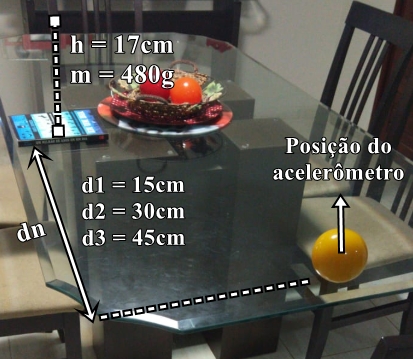 h = 17cm
m = 480g
Posição do
acelerômetro
d1 = 15cm
d2 = 30cm
d3 = 45cm
dn